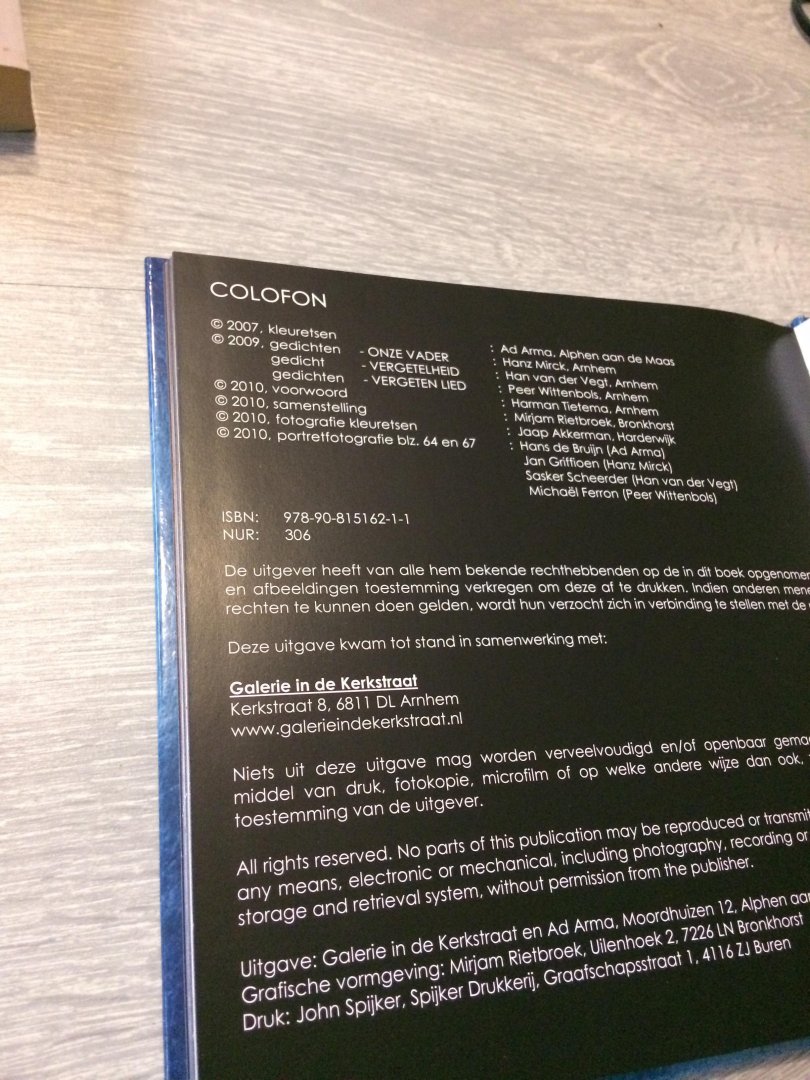 COLOFON
© 2007, kleuretsen : Ad Arma, Alphen aan de Maas
© 2009, gedichten - ONZE VADER : Hanz Mirck, Arnhem
gedicht - VERGETELHEID : Han van der Vegt, Arnhem
gedichten - VERGETEN LIED : Peer Wittenbols, Arnhem
© 2010, voorwoord : Harman Tietema, Arnhem
© 2010, samenstelling : Mirjam Rietbroek, Bronkhorst
© 2010, fotografie kleuretsen : Jaap Akkerman, Harderwijk
© 2010, portretfotografie blz. 64 en 67 : Hans de Bruijn (Ad Arma)
Jan Griffioen (Hanz Mirck)
Sasker Scheerder (Han van der Vegt)
Michaël Ferron (Peer Wittenbols)
ISBN: 978-90-815162-1-1
NUR: 306
De uitgever heeft van alle hem bekende rechthebbenden op de in dit boek opgenomen
en afbeeldingen toestemming verkregen om deze af te drukken. Indien anderen mene
rechten te kunnen doen gelden, wordt hun verzocht zich in verbinding te stellen met de
Deze uitgave kwam tot stand in samenwerking met:
Galerie in de Kerkstraat
Kerkstraat 8, 6811 DL Arnhem
www.galerieindekerkstraat.nl
Niets uit deze uitgave mag worden verveelvoudigd en/of openbaar gema
middel van druk, fotokopie, microfilm of op welke andere wijze dan ook,
toestemming van de uitgever.
All rights reserved. No parts of this publication may be reproduced or transmit
any means, electronic or mechanical, including photography, recording or
storage and retrieval system, without permission from the publisher.
Uitgave: Galerie in de Kerkstraat en Ad Arma, Moordhuizen 12, Alphen aan
Grafische vormgeving: Mirjam Rietbroek, Uilenhoek 2, 7226 LN Bronkhorst
Druk: John Spijker, Spijker Drukkerij, Graafschapsstraat 1, 4116 ZJ Buren